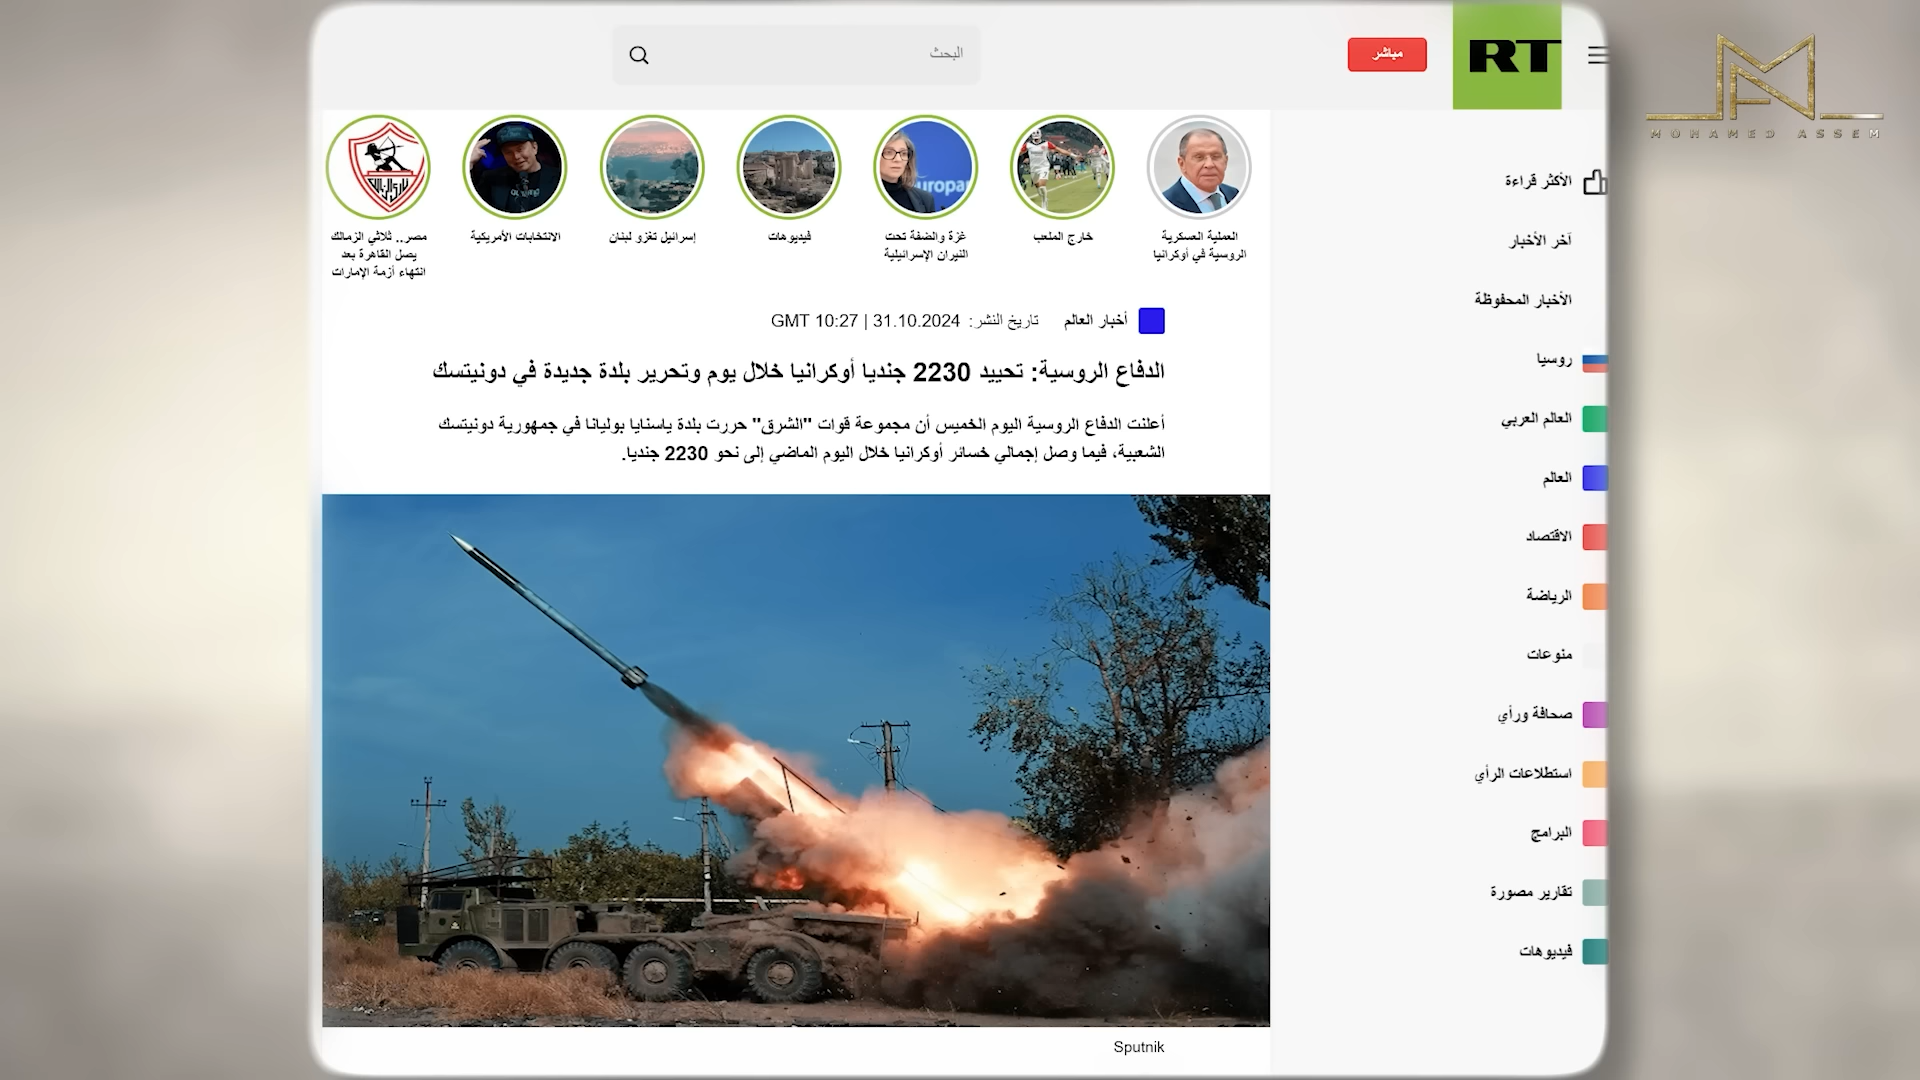 البحث
مباشر
RT
MOHAMED ASSEM
العملية العسكرية
الروسية في أوكرانيا
خارج الملعب
غزة والضفة تحت
النيران الإسرائيلية
فيديوهات
إسرائيل تغزو لبنان
الانتخابات الأمريكية
مصر.. ثلاثي الزمالك
يصل القاهرة بعد
انتهاء أزمة الإمارات
europa
أخبار العالم تاريخ النشر: 31.10.2024 | 10:27 GMT
الدفاع الروسية: تحييد 2230 جنديا أوكرانيا خلال يوم وتحرير بلدة جديدة في دونيتسك
أعلنت الدفاع الروسية اليوم الخميس أن مجموعة قوات "الشرق" حررت بلدة ياسنايا بوليانا في جمهورية دونيتسك
الشعبية، فيما وصل إجمالي خسائر أوكرانيا خلال اليوم الماضي إلى نحو 2230 جنديا.
Sputnik
الأكثر قراءة
آخر الأخبار
الأخبار المحفوظة
روسيا
العالم العربي
العالم
الاقتصاد
الرياضة
منوعات
صحافة ورأي
استطلاعات الرأي
البرامج
تقارير مصورة
فيديوهات